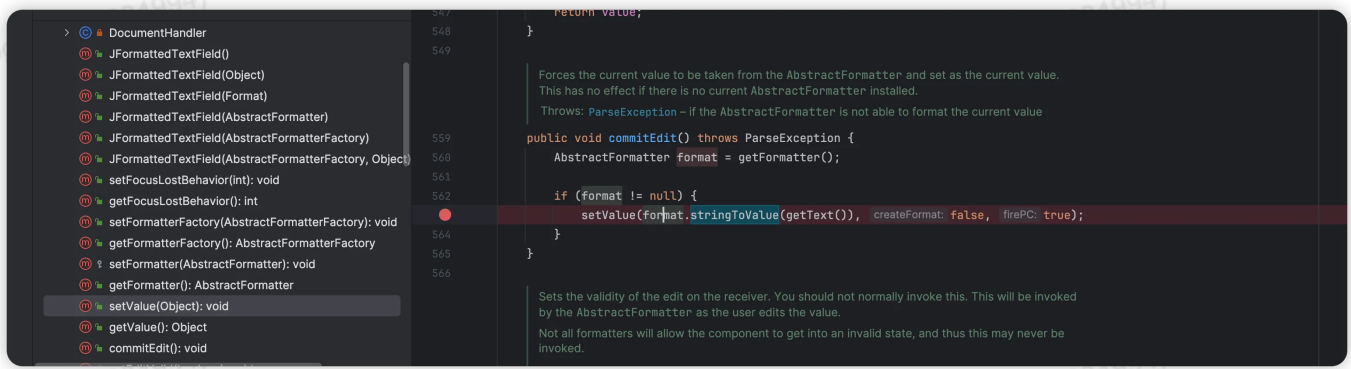 DocumentHandler
JFormattedTextField()
JFormattedTextField(Object)
JFormattedTextField(Format)
JFormattedTextField(AbstractFormatter)
JFormattedTextField(AbstractFormatterFactory)
JFormattedTextField(AbstractFormatterFactory, Object)
setFocusLostBehavior(int): void
getFocusLostBehavior(): int
setFormatterFactory(AbstractFormatterFactory): void
getFormatterFactory(): AbstractFormatterFactory
setFormatter(AbstractFormatter): void
getFormatter(): AbstractFormatter
setValue(Object): void
getValue(): Object
commitEdit(): void
547 return value;
548 }
549
Forces the current value to be taken from the AbstractFormatter and set as the current value.
This has no effect if there is no current AbstractFormatter installed.
Throws: ParseException – if the AbstractFormatter is not able to format the current value
559 public void commitEdit() throws ParseException {
560 AbstractFormatter format = getFormatter();
561
562 if (format != null) {
setValue(format.stringToValue(getText()), createFormat: false, firePC: true);
564 }
565 }
566
Sets the validity of the edit on the receiver. You should not normally invoke this. This will be invoked
by the AbstractFormatter as the user edits the value.
Not all formatters will allow the component to get into an invalid state, and thus this may never be
invoked.